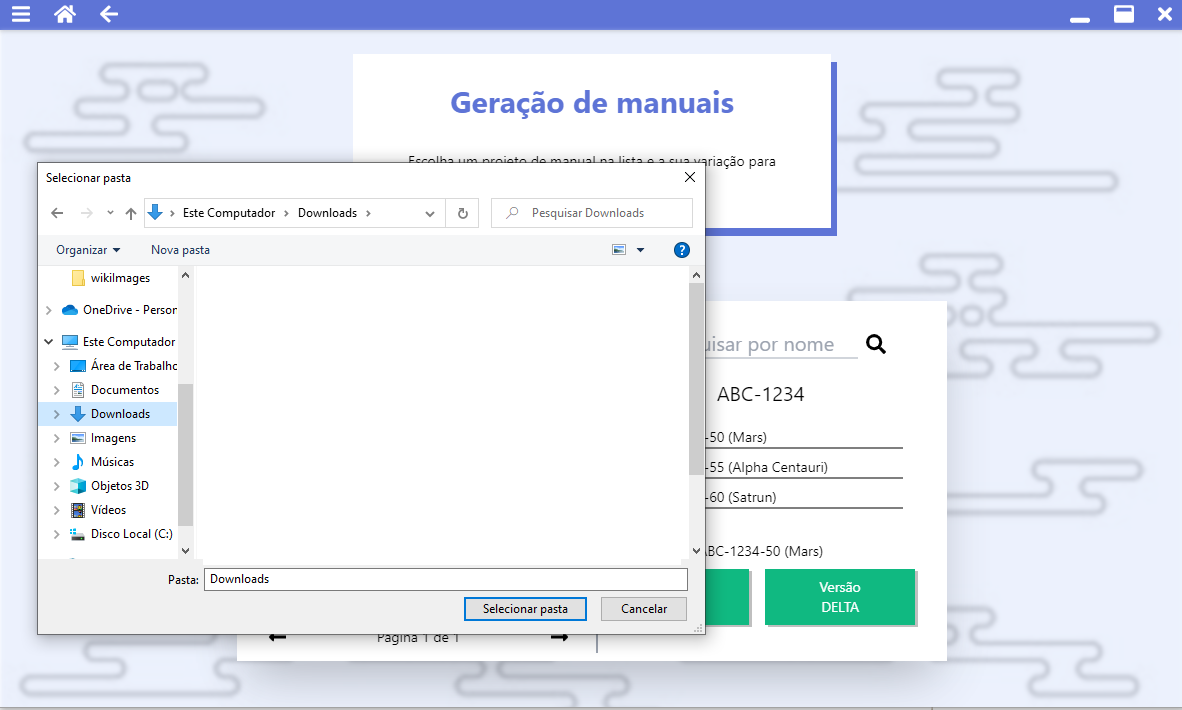 Geração de manuais
Escolha um projeto de manual na lista e a sua variação para
Selecionar pasta
Este Computador > Downloads >
Pesquisar Downloads
Organizar
Nova pasta
?
wikiImages
OneDrive - Person
Este Computador
Área de Trabalho
Documentos
Downloads
Imagens
Músicas
Objetos 3D
Vídeos
Disco Local (C:)
Pasta: Downloads
Selecionar pasta
Cancelar
uisar por nome
ABC-1234
-50 (Mars)
-55 (Alpha Centauri)
-60 (Satrun)
ABC-1234-50 (Mars)
Versão
DELTA
Página 1 de 1